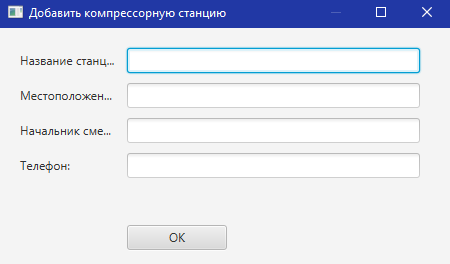 Добавить компрессорную станцию
Название станц...
Местоположен...
Начальник сме...
Телефон:
OK